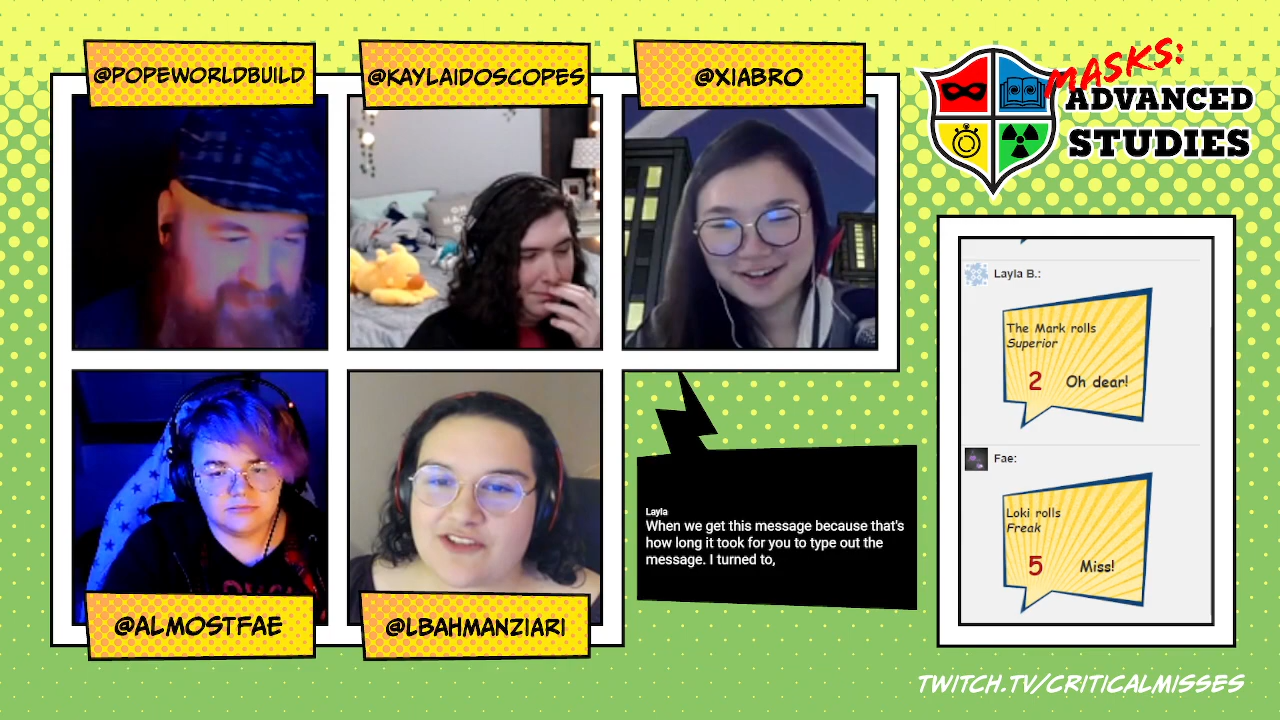 @POPEWORLDBUILD
@KAYLAIDOSCOPES
@XIABRO
MASKS:
ADVANCED
STUDIES
Layla B.:
The Mark rolls
Superior
2 Oh dear!
Fae:
Loki rolls
Freak
5 Miss!
Layla
When we get this message because that's
how long it took for you to type out the
message. I turned to,
@ALMOSTFAE
@LBAHMANZIARI
TWITCH.TV/CRITICALMISSES